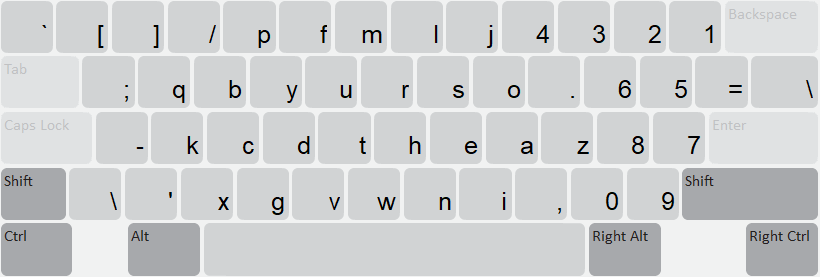 ` [ ] / p f m l j 4 3 2 1 Backspace
Tab ; q b y u r s o . 6 5 = \
Caps Lock - k c d t h e a z 8 7 Enter
Shift \ ' x g v w n i , 0 9 Shift
Ctrl Alt Right Alt Right Ctrl